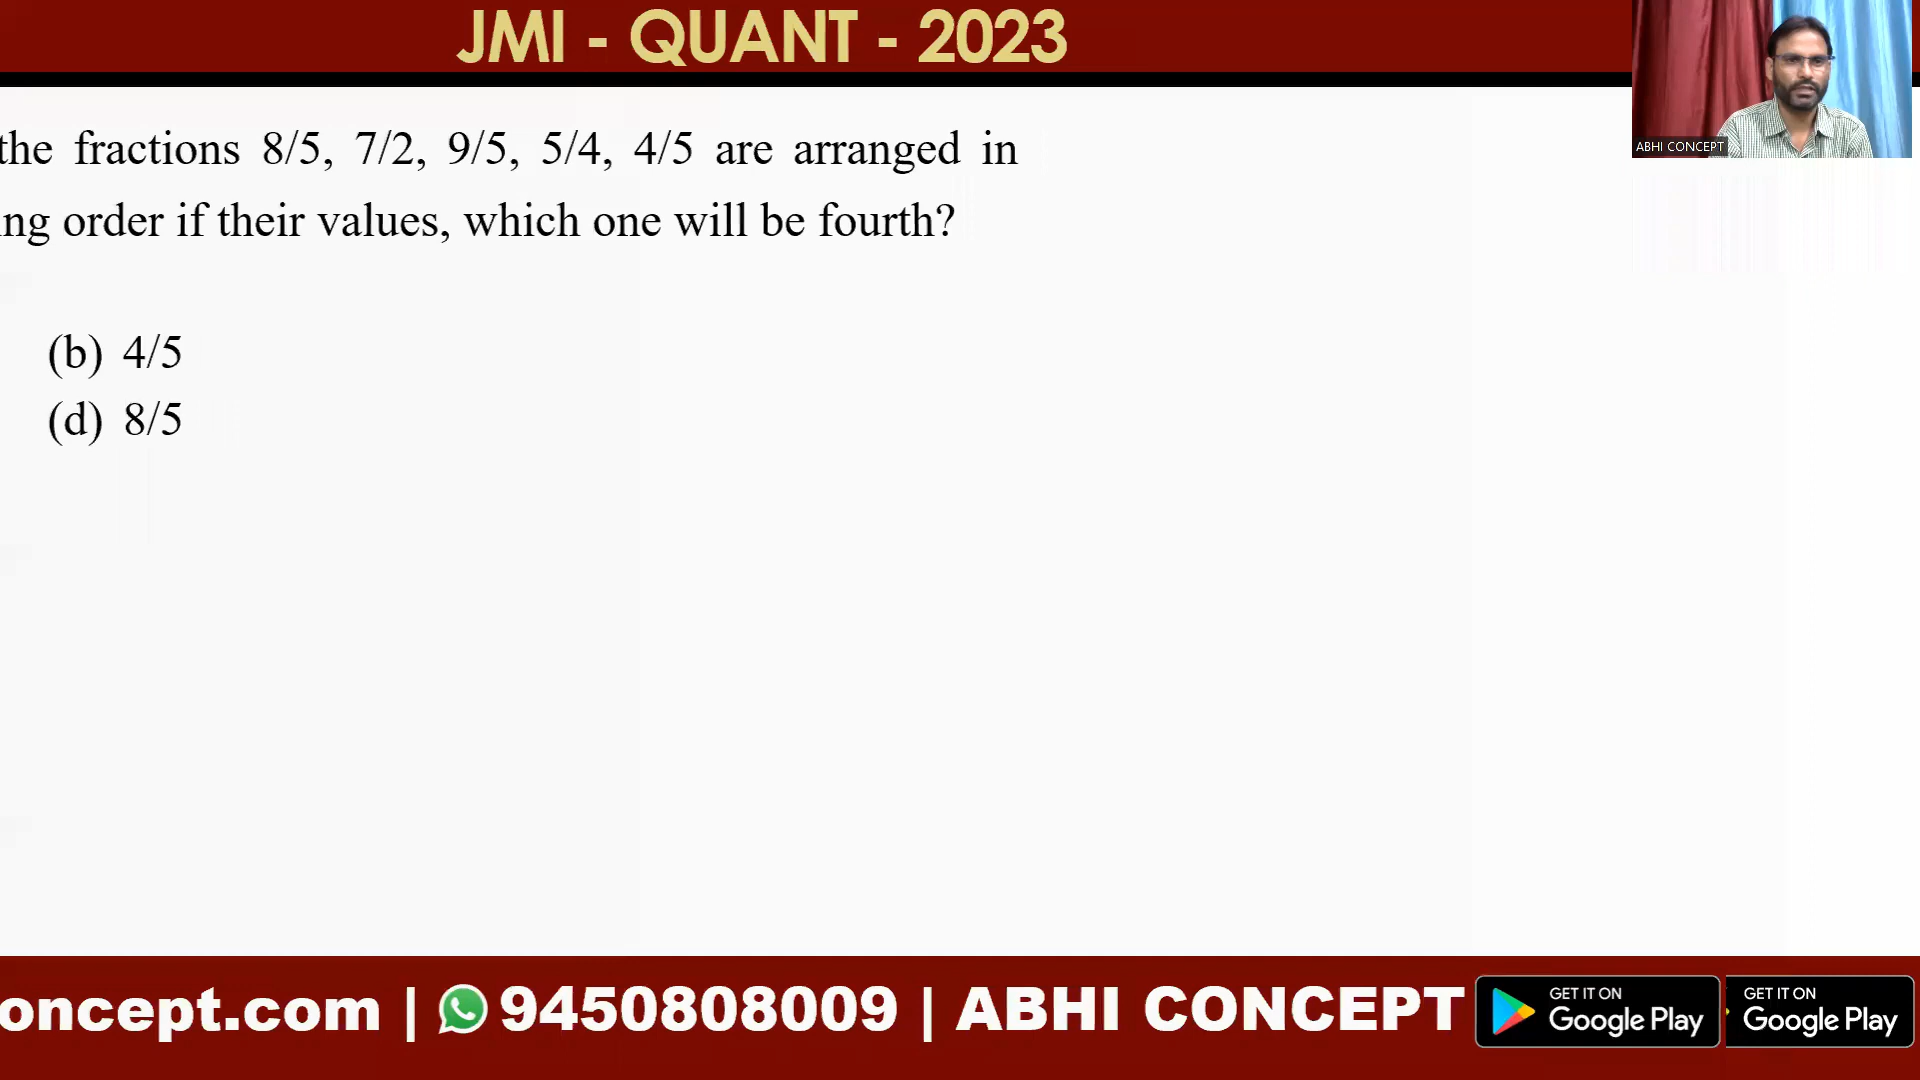 JMI - QUANT - 2023
ABHI CONCEPT
the fractions 8/5, 7/2, 9/5, 5/4, 4/5 are arranged in
ng order if their values, which one will be fourth?
(b) 4/5
(d) 8/5
oncept.com | 9450808009 | ABHI CONCEPT
GET IT ON
Google Play
GET IT ON
Google Play